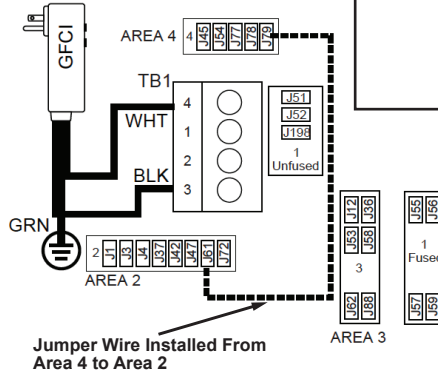 GFCI
AREA 4
4 J45 J54 J77 J78 J79
TB1
4
WHT
1
2
BLK
3
J51
J52
J198
1
Unfused
GRN
2 J1 J3 J4 J37 J42 J47 J61 J72
AREA 2
J12 J36
J53 J58
3
J62 J88
AREA 3
J55 J56
1
Fused
J57 J59
Jumper Wire Installed From
Area 4 to Area 2